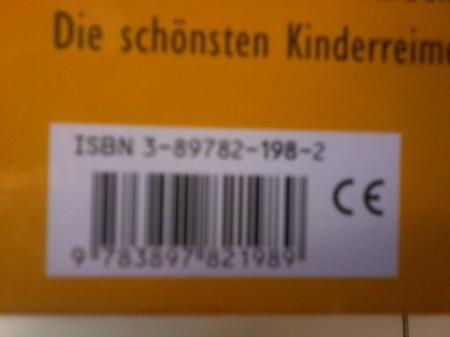 Die schönsten Kinderreime
ISBN 3-89782-198-2
CE
9 783897 821989